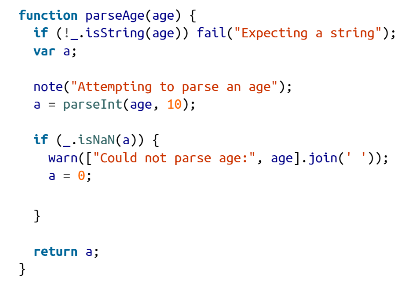 function parseAge(age) {
  if (!_.isString(age)) fail("Expecting a string");
  var a;

  note("Attempting to parse an age");
  a = parseInt(age, 10);

  if (_.isNaN(a)) {
    warn(["Could not parse age:", age].join(' '));
    a = 0;

  }

  return a;
}